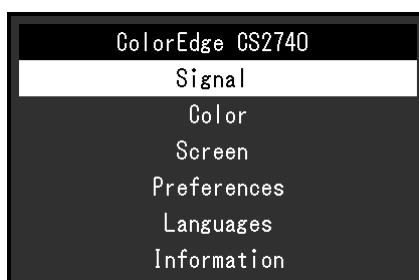 ColorEdge CS2740
Signal
Color
Screen
Preferences
Languages
Information